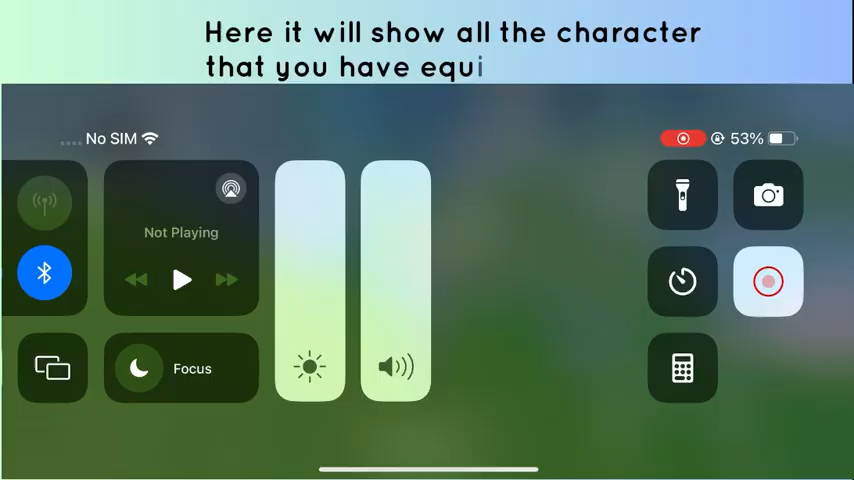 Here it will show all the character
that you have equi
No SIM
53%
Not Playing
Focus